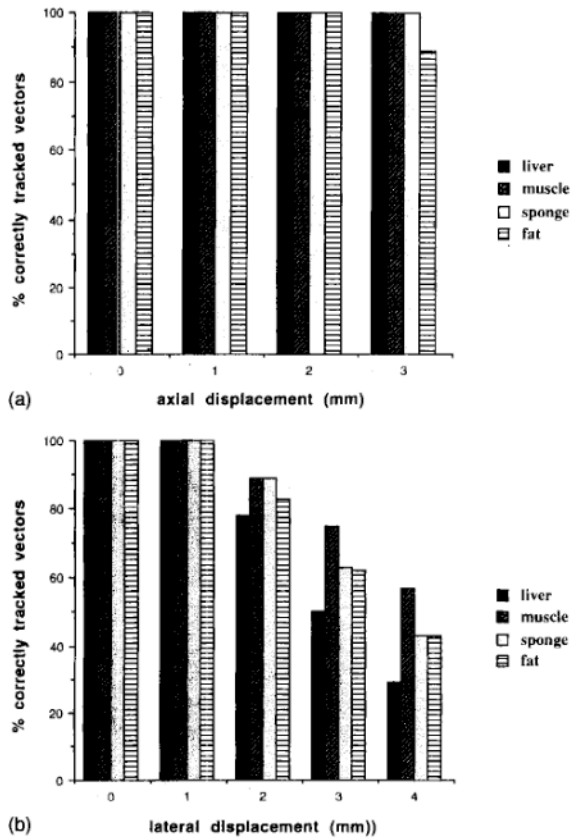 100
80
60
40
20
0
% correctly tracked vectors
0 1 2 3
axial displacement (mm)
liver
muscle
sponge
fat
(a)
100
80
60
40
20
0
% correctly tracked vectors
0 1 2 3 4
lateral displacement (mm))
liver
muscle
sponge
fat
(b)